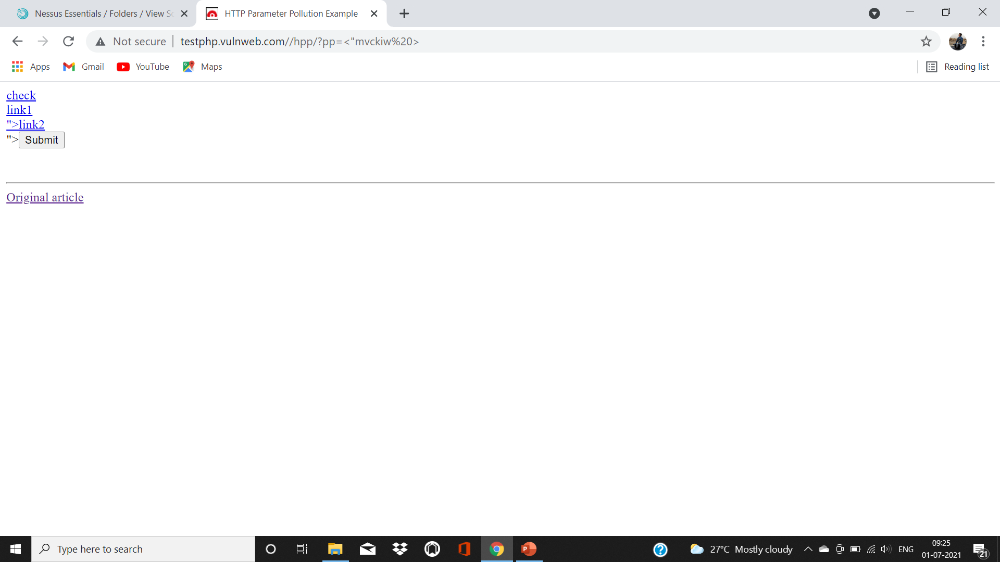 Nessus Essentials / Folders / View Sc
HTTP Parameter Pollution Example
Not secure
testphp.vulnweb.com//hpp/?pp=<"mvckiw%20>
Apps
Gmail
YouTube
Maps
Reading list
check
link1
">link2
">Submit
Original article
Type here to search
27°C Mostly cloudy
ENG
09:25
01-07-2021
21